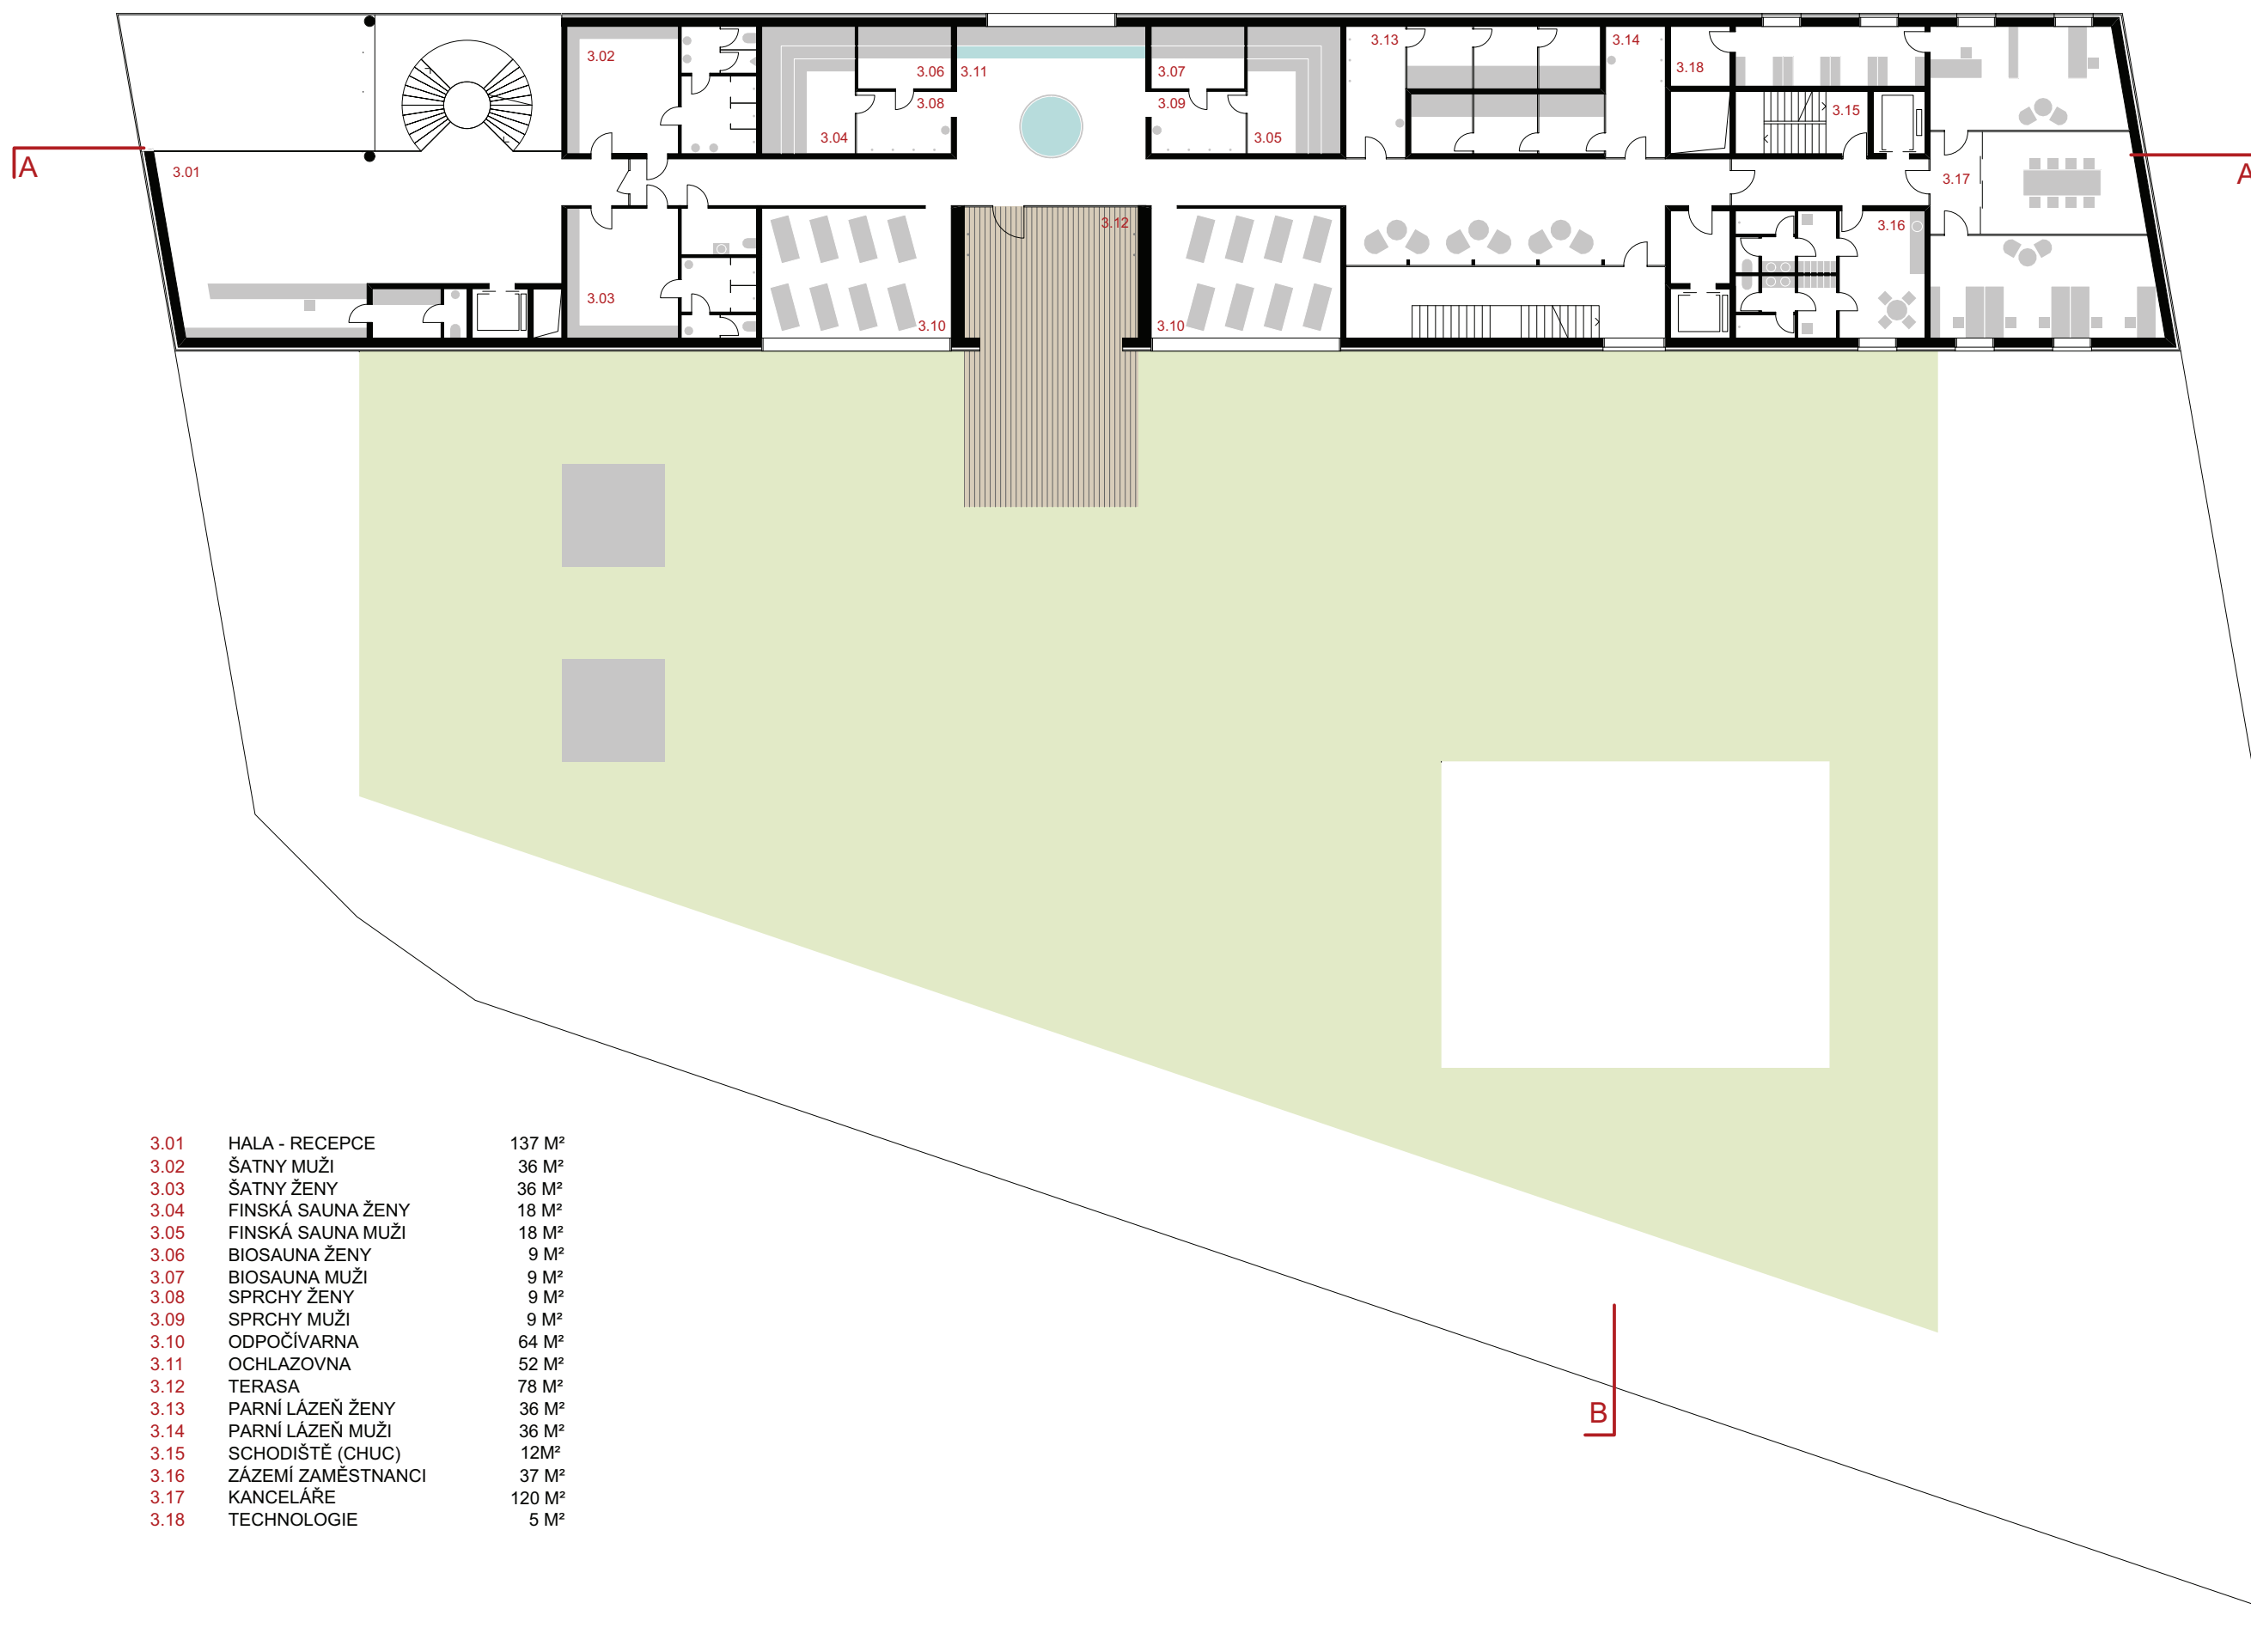 3.02
3.06
3.11
3.07
3.13
3.14
3.18
3.08
3.09
3.15
3.04
3.05
A
A
3.01
3.17
3.12
3.16
3.03
3.10
3.10
3.01 HALA - RECEPCE 137 M²
3.02 ŠATNY MUŽI 36 M²
3.03 ŠATNY ŽENY 36 M²
3.04 FINSKÁ SAUNA ŽENY 18 M²
3.05 FINSKÁ SAUNA MUŽI 18 M²
3.06 BIOSAUNA ŽENY 9 M²
3.07 BIOSAUNA MUŽI 9 M²
3.08 SPRCHY ŽENY 9 M²
3.09 SPRCHY MUŽI 9 M²
3.10 ODPOČÍVARNA 64 M²
3.11 OCHLAZOVNA 52 M²
3.12 TERASA 78 M²
3.13 PARNÍ LÁZEŇ ŽENY 36 M²
3.14 PARNÍ LÁZEŇ MUŽI 36 M²
3.15 SCHODIŠTĚ (CHUC) 12M²
3.16 ZÁZEMÍ ZAMĚSTNANCI 37 M²
3.17 KANCELÁŘE 120 M²
3.18 TECHNOLOGIE 5 M²
B